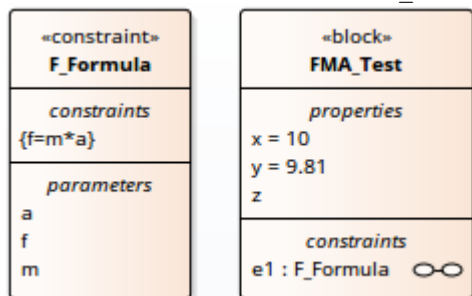 «constraint»
F_Formula
constraints
{f=m*a}
parameters
a
f
m
«block»
FMA_Test
properties
x = 10
y = 9.81
z
constraints
e1 : F_Formula